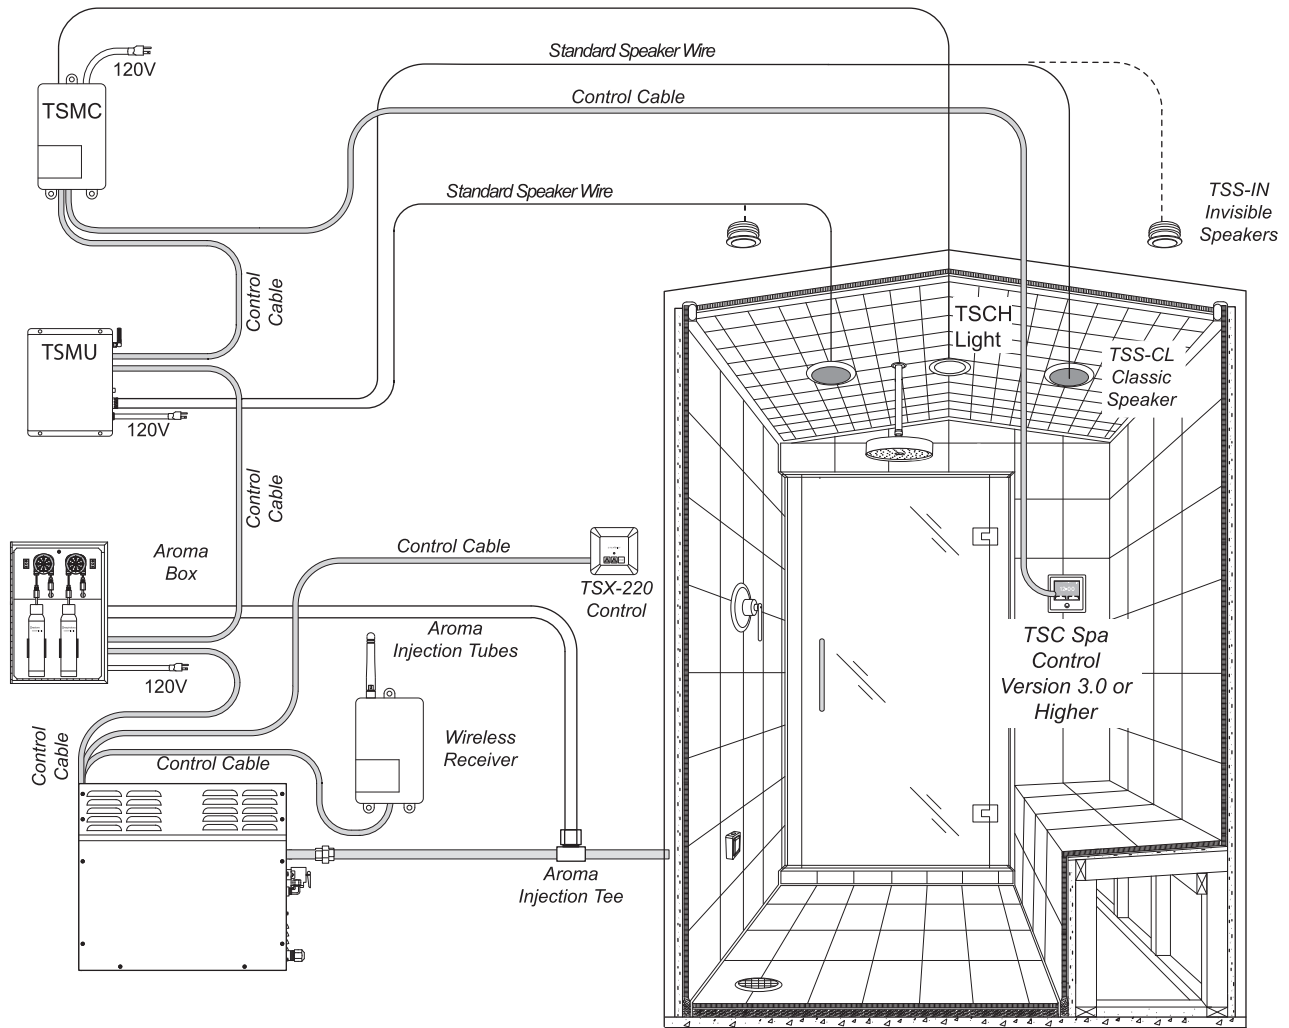 Standard Speaker Wire
120V
Control Cable
TSMC
Standard Speaker Wire
TSS-IN
Invisible
Speakers
Control
Cable
TSCH
Light
TSMU
TSS-CL
Classic
Speaker
120V
Control
Cable
Control Cable
Aroma
Box
TSX-220
Control
Aroma
Injection Tubes
TSC Spa
Control
Version 3.0 or
Higher
120V
Control
Cable
Wireless
Receiver
Control Cable
Aroma
Injection Tee